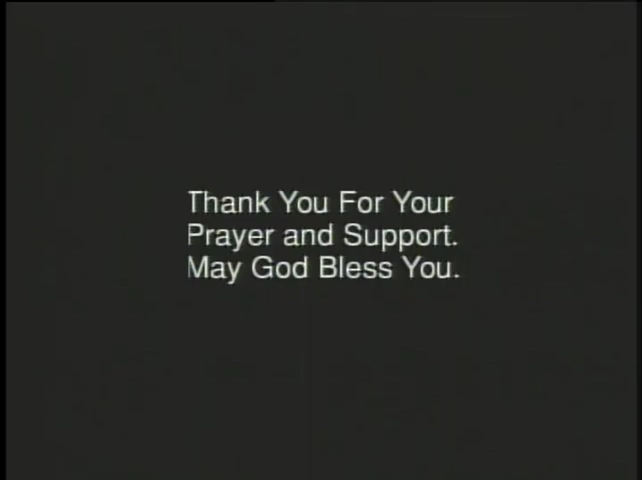 Thank You For Your
Prayer and Support.
May God Bless You.